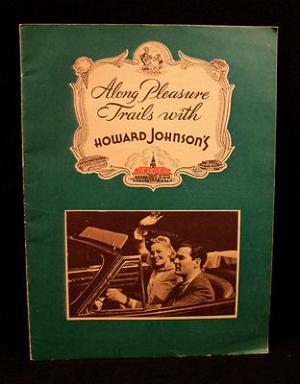 Along Pleasure
Trails with
HOWARD JOHNSON'S